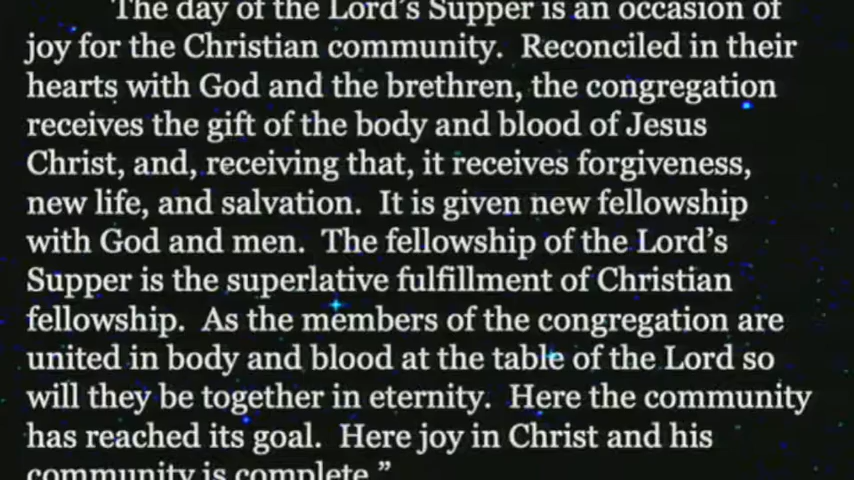 The day of the Lord's Supper is an occasion of
joy for the Christian community.  Reconciled in their
hearts with God and the brethren, the congregation
receives the gift of the body and blood of Jesus
Christ, and, receiving that, it receives forgiveness,
new life, and salvation.  It is given new fellowship
with God and men.  The fellowship of the Lord's
Supper is the superlative fulfillment of Christian
fellowship.  As the members of the congregation are
united in body and blood at the table of the Lord so
will they be together in eternity.  Here the community
has reached its goal.  Here joy in Christ and his
community is complete."